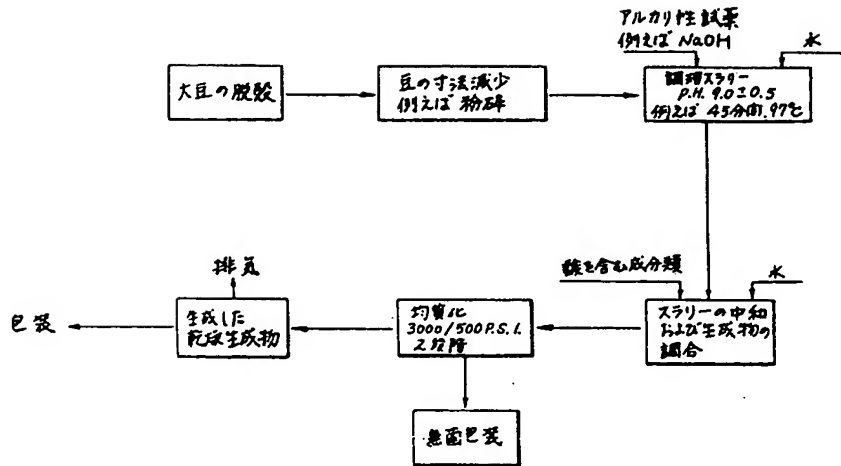 アルカリ性試薬
例えば NaOH
水
大豆の脱殻
豆の寸法減少
例えば 粉砕
調理スラリー
P.H. 9.0±0.5
例えば 45分間.97℃
酸を含む成分類
水
スラリーの中和
および生成物の
調合
均質化
3000/500 P.S.I.
2段階
排気
生成した
乾燥生成物
包装
無菌包装